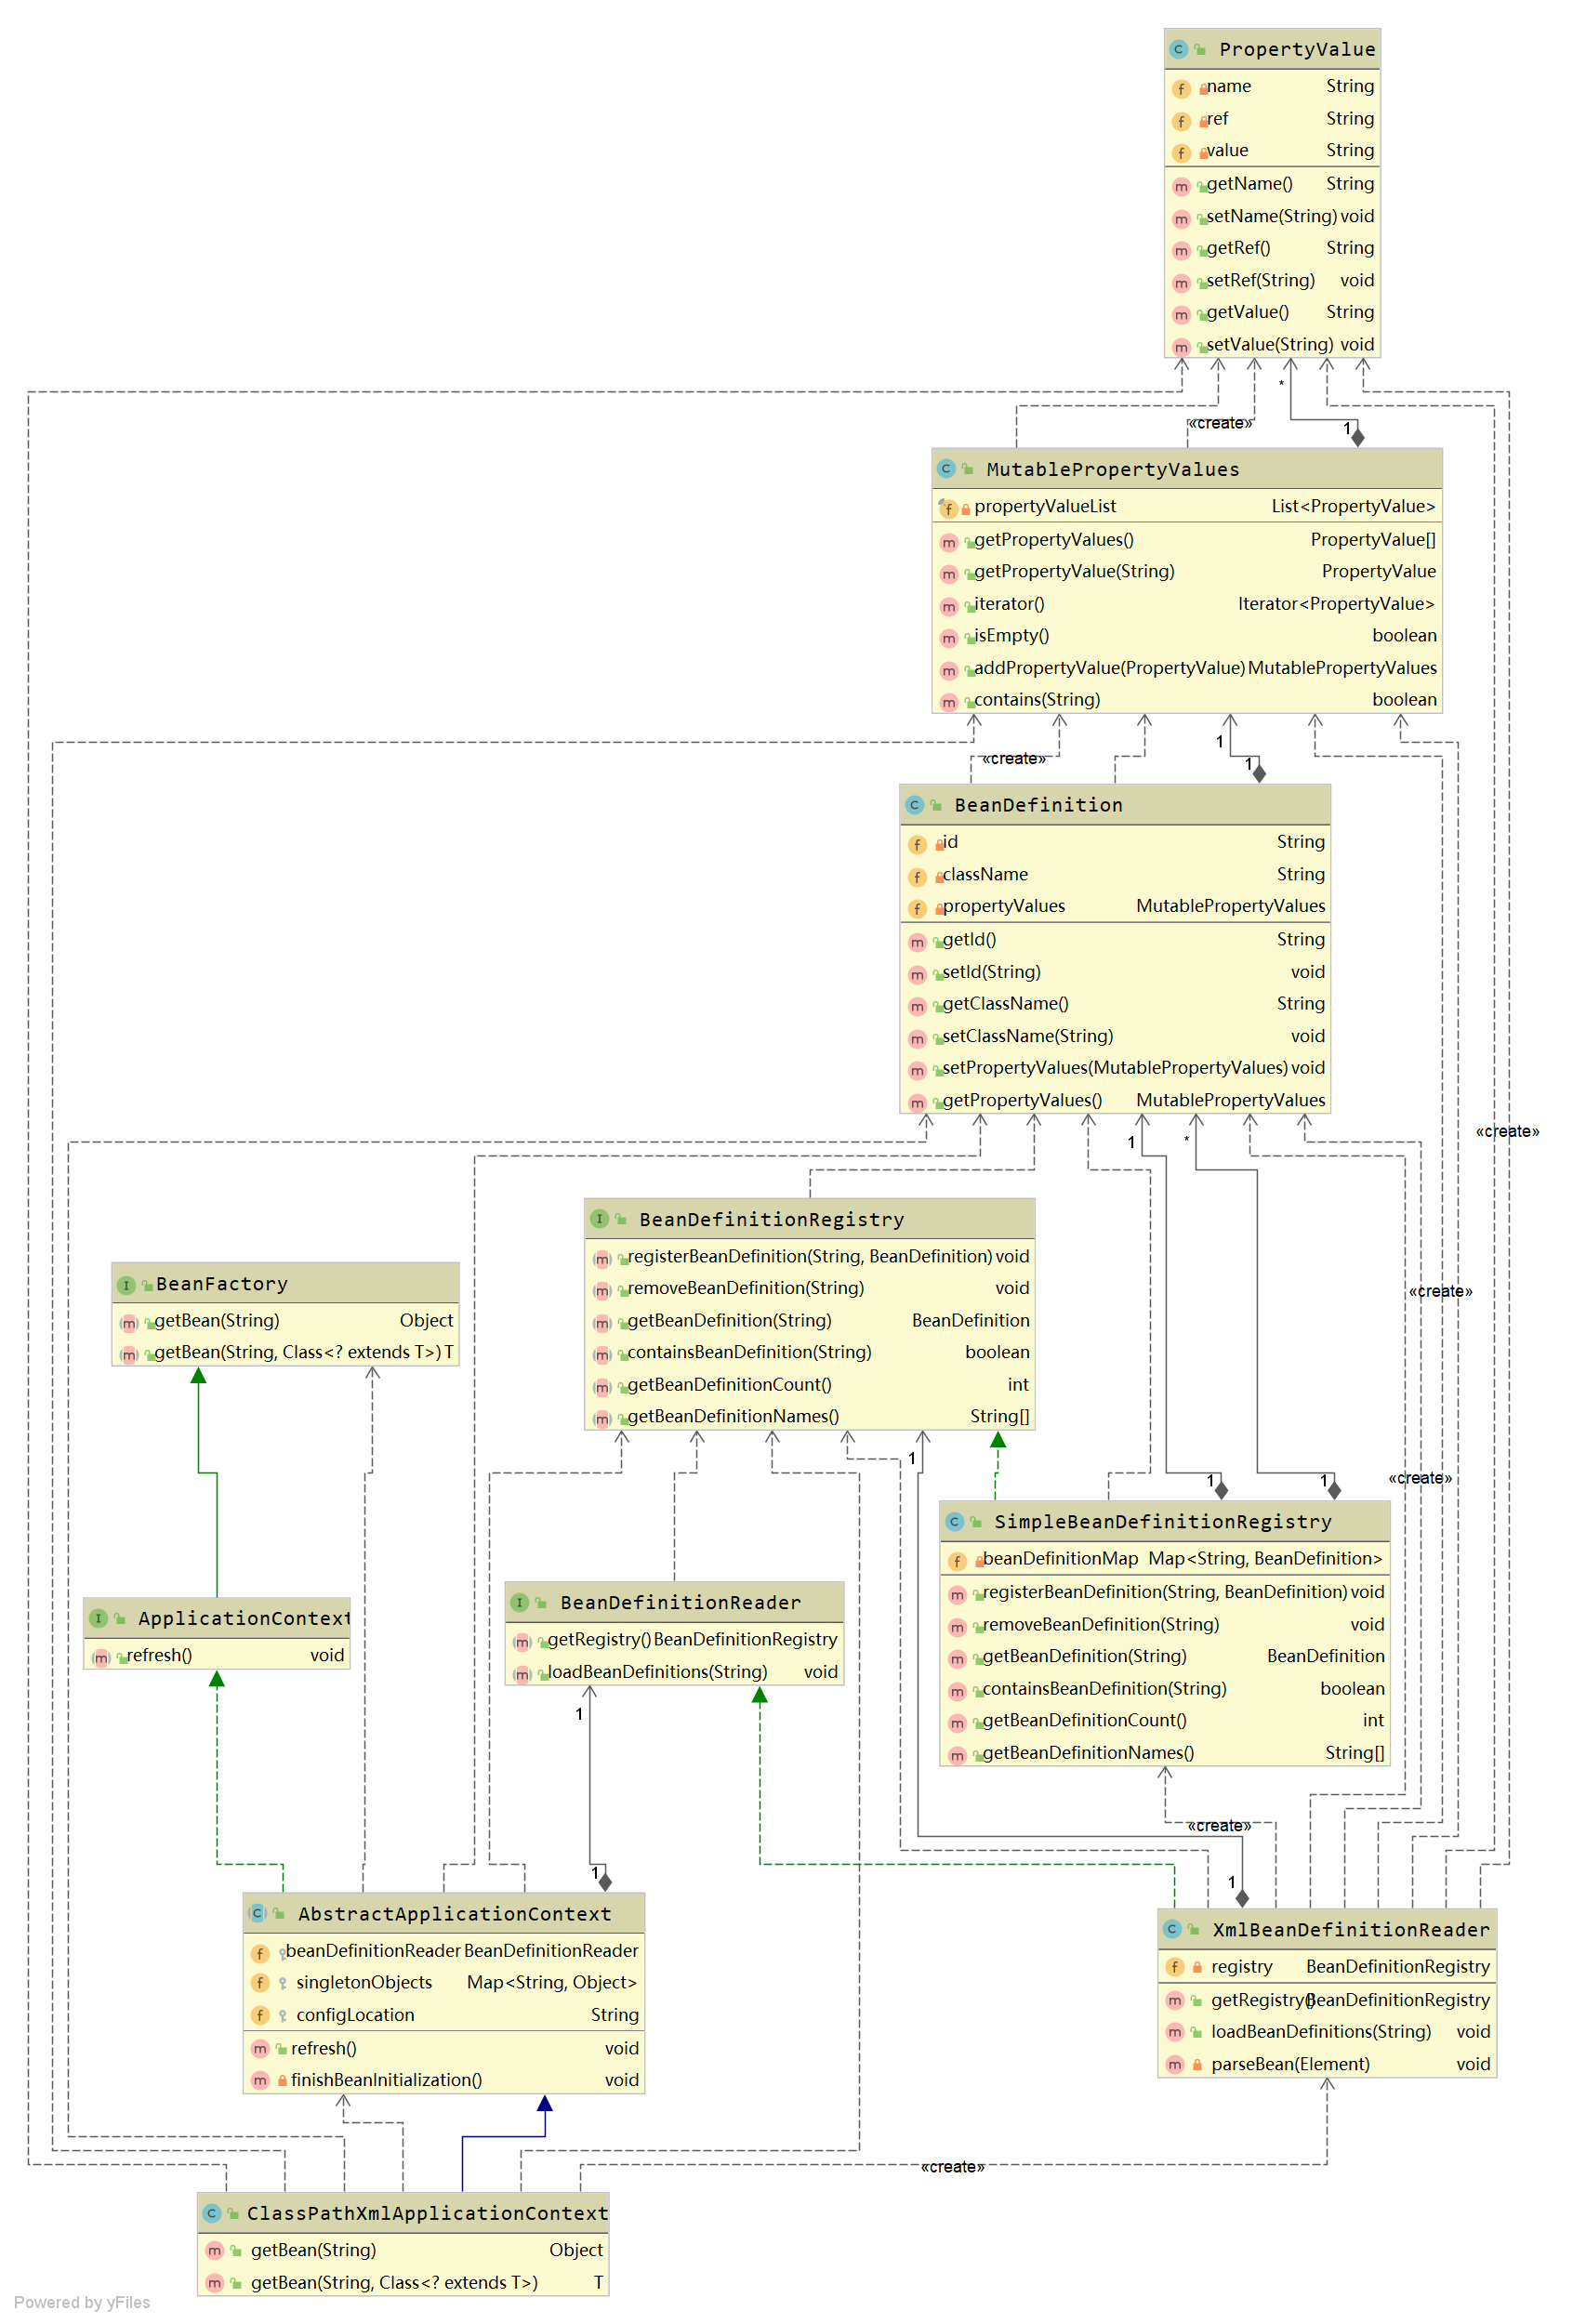 PropertyValue
name String
ref String
value String
getName() String
setName(String) void
getRef() String
setRef(String) void
getValue() String
setValue(String) void
*
«create»
1
MutablePropertyValues
propertyValueList List<PropertyValue>
getPropertyValues() PropertyValue[]
getPropertyValue(String) PropertyValue
iterator() Iterator<PropertyValue>
isEmpty() boolean
addPropertyValue(PropertyValue) MutablePropertyValues
contains(String) boolean
1
«create»
1
BeanDefinition
id String
className String
propertyValues MutablePropertyValues
getId() String
setId(String) void
getClassName() String
setClassName(String) void
setPropertyValues(MutablePropertyValues) void
getPropertyValues() MutablePropertyValues
1
*
«create»
BeanDefinitionRegistry
registerBeanDefinition(String, BeanDefinition) void
removeBeanDefinition(String) void
getBeanDefinition(String) BeanDefinition
containsBeanDefinition(String) boolean
getBeanDefinitionCount() int
getBeanDefinitionNames() String[]
«create»
BeanFactory
getBean(String) Object
getBean(String, Class<? extends T>) T
1
1
1
«create»
SimpleBeanDefinitionRegistry
beanDefinitionMap Map<String, BeanDefinition>
registerBeanDefinition(String, BeanDefinition) void
removeBeanDefinition(String) void
getBeanDefinition(String) BeanDefinition
containsBeanDefinition(String) boolean
getBeanDefinitionCount() int
getBeanDefinitionNames() String[]
BeanDefinitionReader
getRegistry() BeanDefinitionRegistry
loadBeanDefinitions(String) void
ApplicationContext
refresh() void
1
«create»
1
1
AbstractApplicationContext
beanDefinitionReader BeanDefinitionReader
singletonObjects Map<String, Object>
configLocation String
refresh() void
finishBeanInitialization() void
XmlBeanDefinitionReader
registry BeanDefinitionRegistry
getRegistry() BeanDefinitionRegistry
loadBeanDefinitions(String) void
parseBean(Element) void
«create»
ClassPathXmlApplicationContext
getBean(String) Object
getBean(String, Class<? extends T>) T
Powered by yFiles